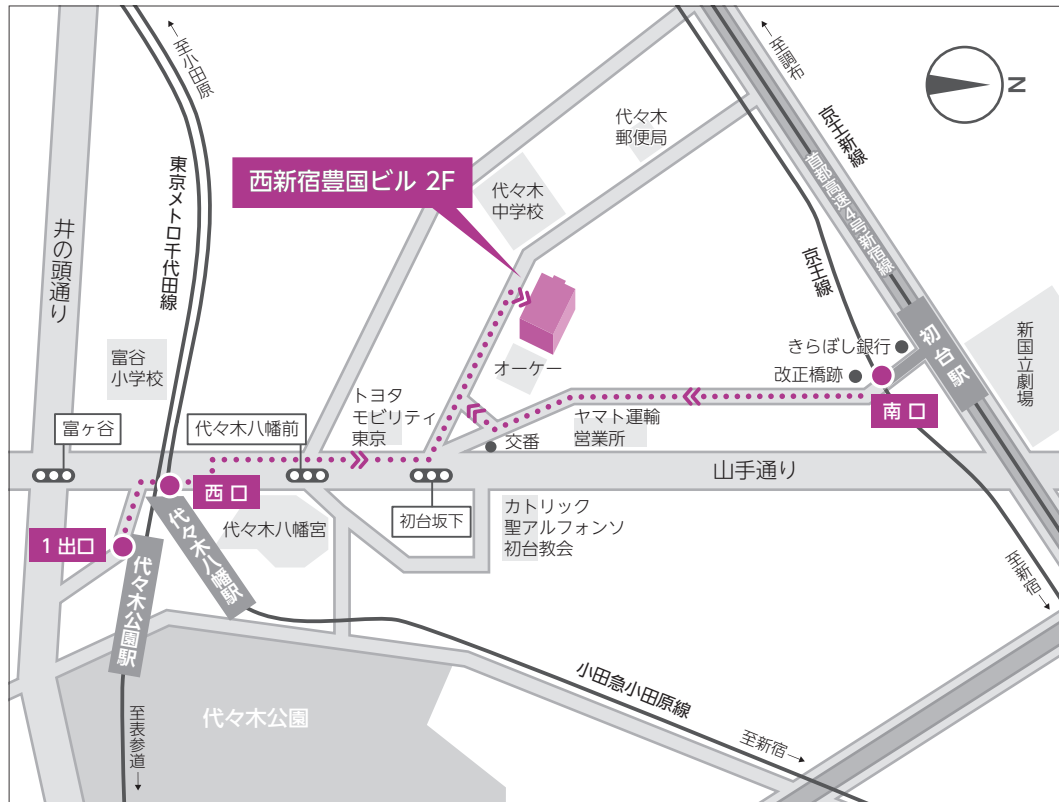 ←至小田原
←至調布
N
京王新線
首都高速4号新宿線
代々木
郵便局
西新宿豊国ビル 2F
代々木
中学校
東京メトロ千代田線
井の頭通り
京王線
初台駅
新国立劇場
きらぼし銀行
改正橋跡
富谷
小学校
オーケー
トヨタ
モビリティ
東京
南口
富ヶ谷
代々木八幡前
ヤマト運輸
営業所
交番
山手通り
西口
初台坂下
カトリック
聖アルフォンソ
初台教会
代々木八幡宮
1 出口
代々木八幡駅
代々木公園駅
至新宿→
小田急小田原線
代々木公園
至表参道→
至新宿→